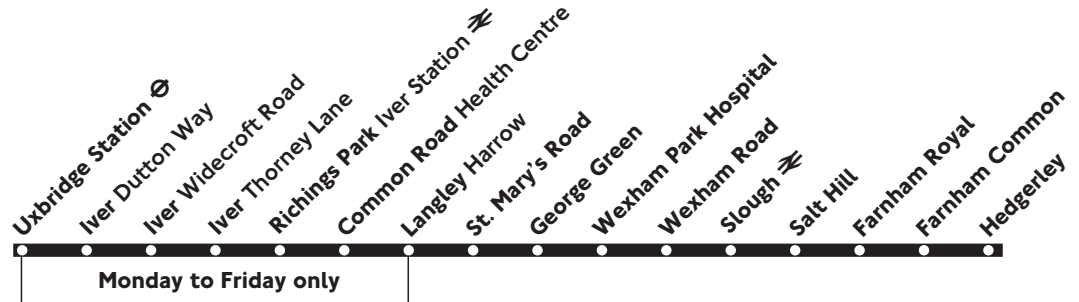 Uxbridge Station
Iver Dutton Way
Iver Widecroft Road
Iver Thorney Lane
Richings Park Iver Station
Common Road Health Centre
Langley Harrow
St. Mary's Road
George Green
Wexham Park Hospital
Wexham Road
Slough
Salt Hill
Farnham Royal
Farnham Common
Hedgerley
Monday to Friday only